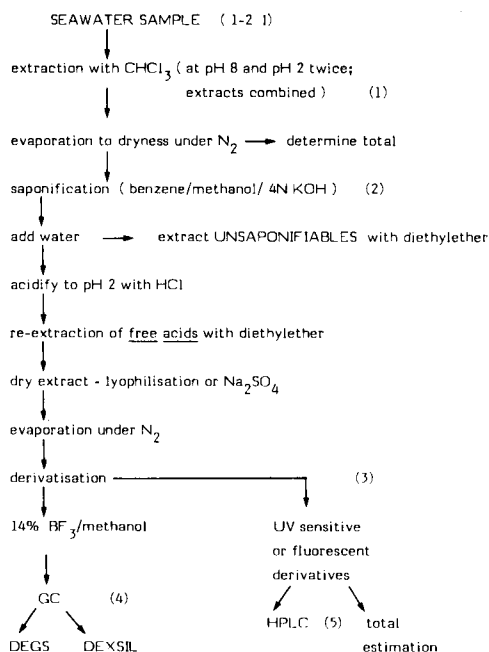 SEAWATER SAMPLE ( 1-2 l )
extraction with CHCl3 ( at pH 8 and pH 2 twice;
extracts combined ) (1)
evaporation to dryness under N2 → determine total
saponification ( benzene/methanol/ 4N KOH ) (2)
add water → extract UNSAPONIFIABLES with diethylether
acidify to pH 2 with HCl
re-extraction of free acids with diethylether
dry extract - lyophilisation or Na2SO4
evaporation under N2
derivatisation (3)
14% BF3/methanol UV sensitive
or fluorescent
derivatives
GC (4)
HPLC (5) total
estimation
DEGS DEXSIL